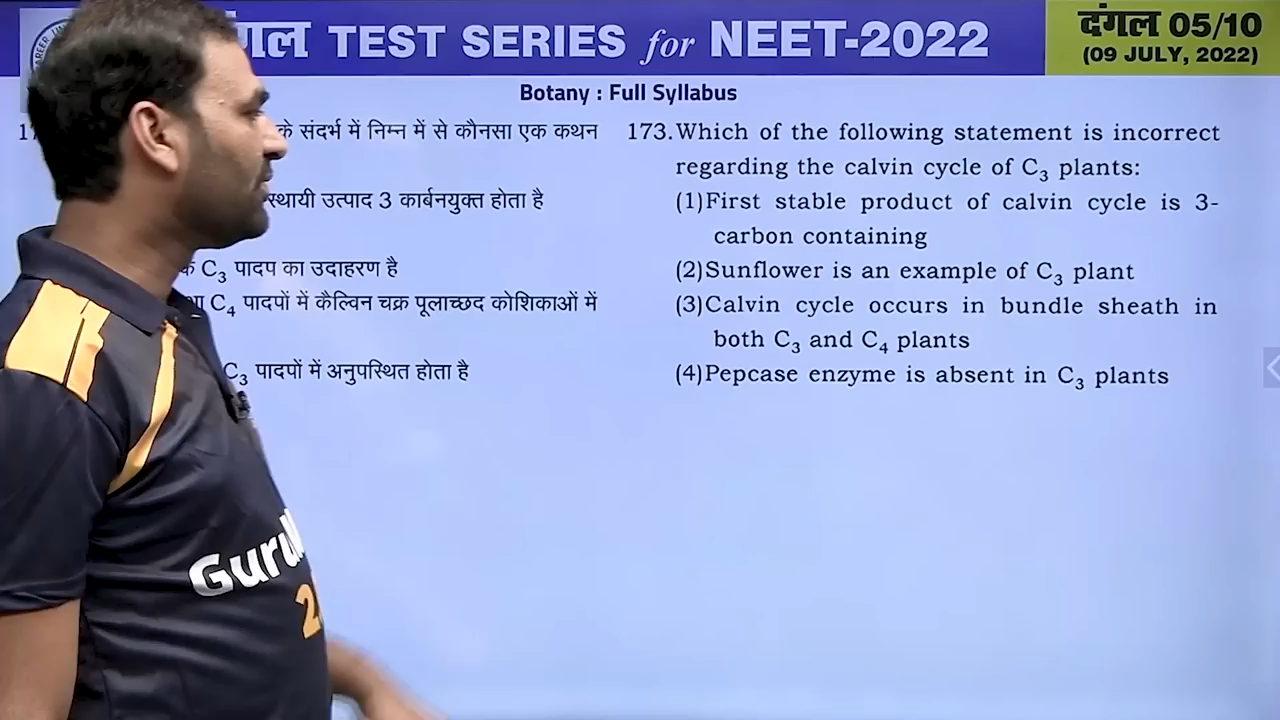 TEST SERIES for NEET-2022
दंगल 05/10
(09 JULY, 2022)
Botany : Full Syllabus
के संदर्भ में निम्न में से कौनसा एक कथन
स्थायी उत्पाद 3 कार्बनयुक्त होता है
C₃ पादप का उदाहरण है
C₄ पादपों में कैल्विन चक्र पूलाच्छद कोशिकाओं में
C₃ पादपों में अनुपस्थित होता है
173. Which of the following statement is incorrect
regarding the calvin cycle of C₃ plants:
(1) First stable product of calvin cycle is 3-
carbon containing
(2) Sunflower is an example of C₃ plant
(3) Calvin cycle occurs in bundle sheath in
both C₃ and C₄ plants
(4) Pepcase enzyme is absent in C₃ plants